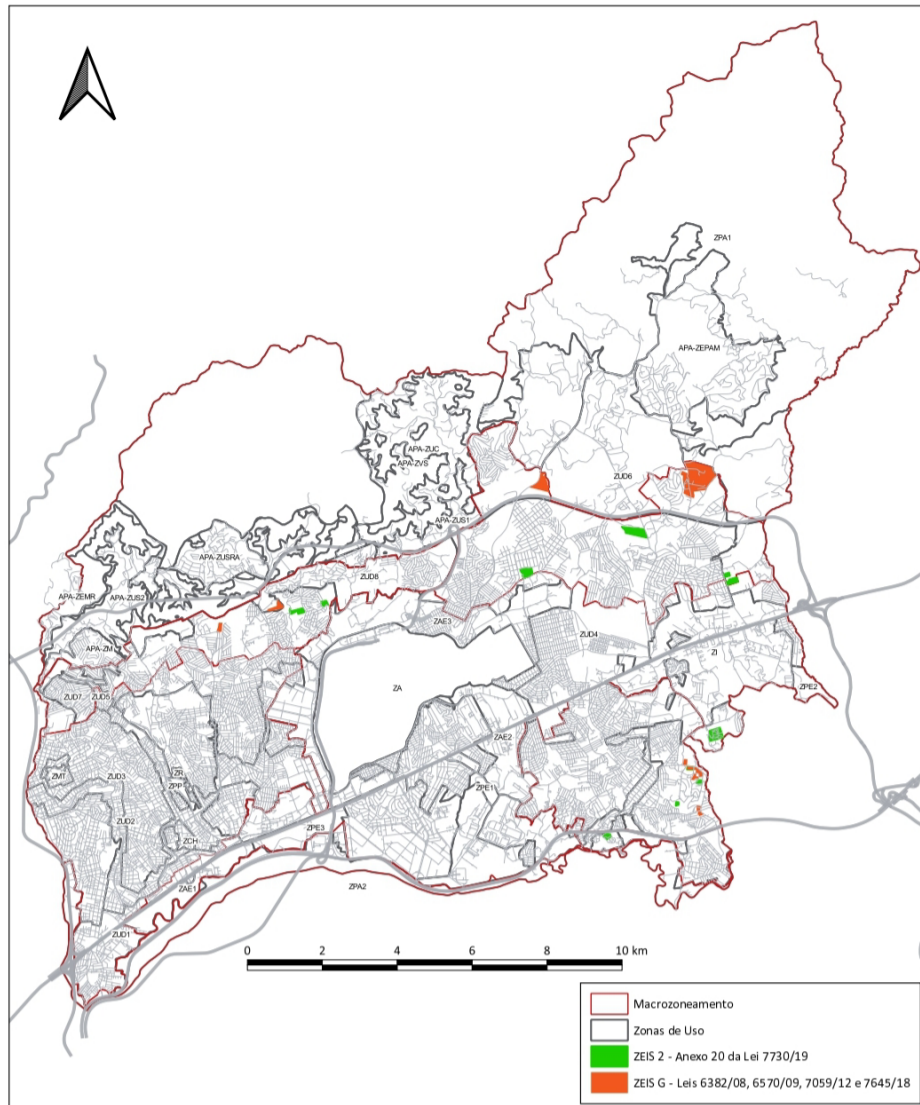 ZPA1
APA-ZEPAM
APA-ZUC
APA-ZVS
ZUD6
APA-ZUS1
APA-ZUSRA
ZUD8
APA-ZEMR
APA-ZUS2
ZAE3
ZUD4
APA-ZM
ZI
ZA
ZUD7
ZUD5
ZPE2
ZAE2
ZMT
ZUD3
ZR
ZPP
ZPE1
ZUD2
ZPE3
ZCH
ZPA2
ZAE1
ZUD1
0 2 4 6 8 10 km
Macrozoneamento
Zonas de Uso
ZEIS 2 - Anexo 20 da Lei 7730/19
ZEIS G - Leis 6382/08, 6570/09, 7059/12 e 7645/18